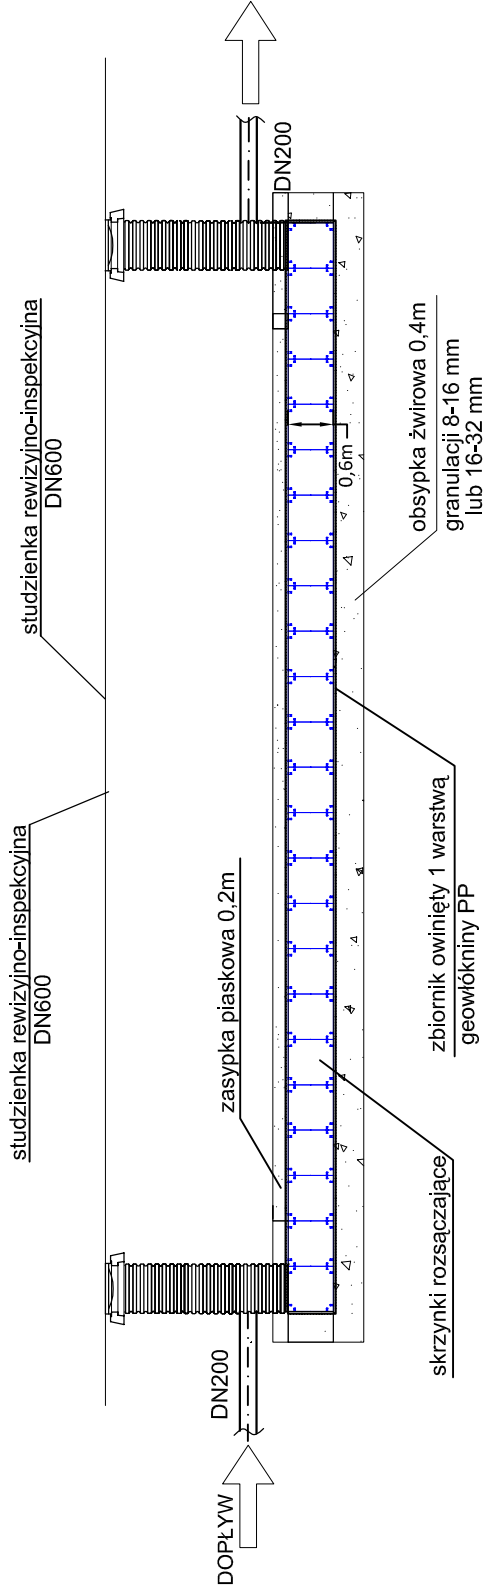 studzienka rewizyjno-inspekcyjna
DN600
studzienka rewizyjno-inspekcyjna
DN600
DOPŁYW
DN200
zasypka piaskowa 0,2m
DN200
0,6m
skrzynki rozsączające
zbiornik owinięty 1 warstwą
geowłókniny PP
obsypka żwirowa 0,4m
granulacji 8-16 mm
lub 16-32 mm